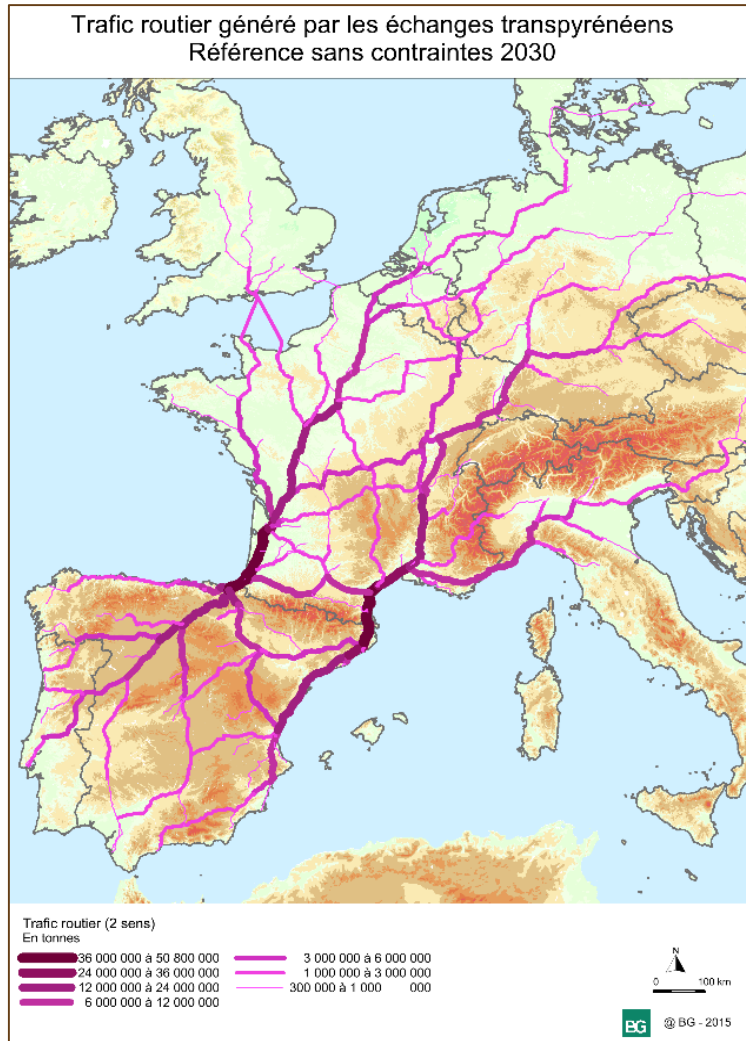 Trafic routier généré par les échanges transpyrénéens
Référence sans contraintes 2030
Trafic routier (2 sens)
En tonnes
36 000 000 à 50 800 000
24 000 000 à 36 000 000
12 000 000 à 24 000 000
6 000 000 à 12 000 000
3 000 000 à 6 000 000
1 000 000 à 3 000 000
300 000 à 1 000 000
N
0 100 km
BG @ BG - 2015